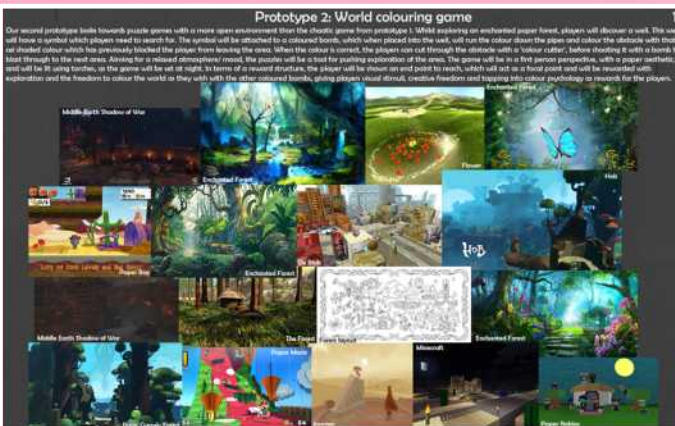 Prototype 2: World colouring game
Our second prototype looks towards puzzle games with a more open environment than the chaotic game from prototype 1. Whilst exploring an enchanted paper forest, players will discover a well. This well
will have a symbol which players need to search for. The symbol will be attached to a coloured bomb, which when placed into the well, will run the colour down the pipes and colour the obstacle with that
shaded colour which has previously blocked the player from leaving the area. When the colour is correct, the players can cut through the obstacle with a 'colour cutter', before shooting it with a bomb to
blast through to the next area. Aiming for a relaxed atmosphere/ mood, the puzzles will be a tool for pushing exploration of the area. The game will be in a first person perspective, with a paper aesthetic,
and will be lit using torches, as the game will be set at night. In terms of a reward structure, the player will be shown an end point to reach, which will act as a focal point and will be rewarded with
exploration and the freedom to colour the world as they wish with the other coloured bombs, giving players visual stimuli, creative freedom and tapping into colour psychology as rewards for the players.
Middle Earth Shadow of War
Enchanted Forest
Flower
Enchanted Forest
Enchanted Forest
Hob
HOB
Middle Earth Shadow of War
The Forest
Enchanted Forest
Paper Mario
Minecraft
Journey